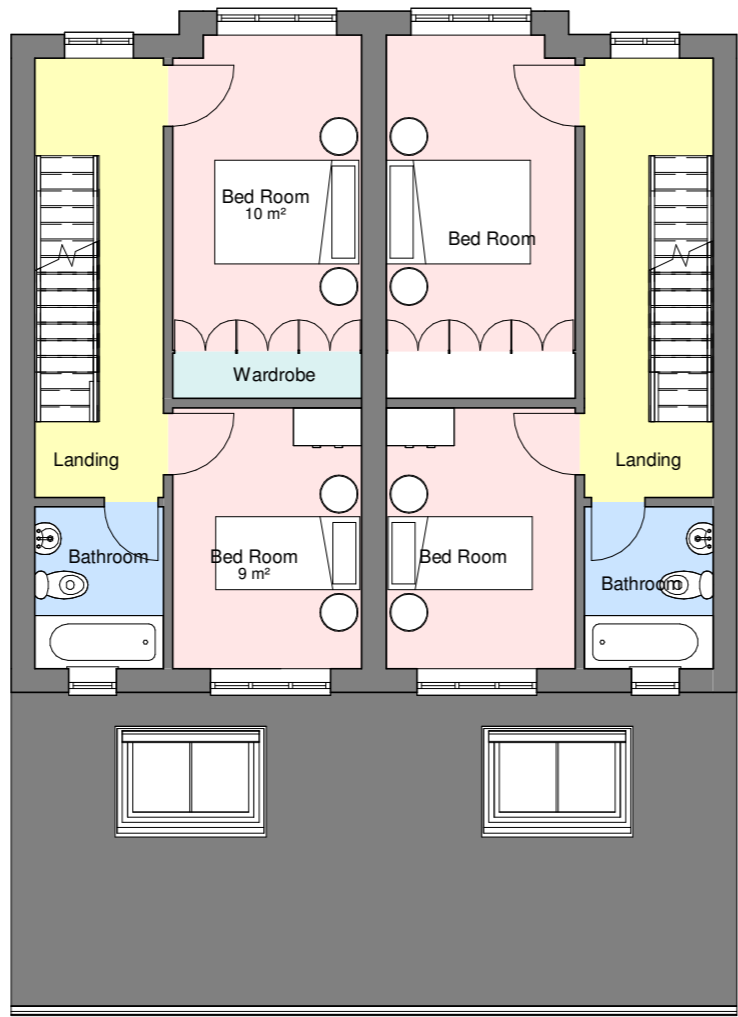 Bed Room
10 m²
Bed Room
Wardrobe
Landing
Landing
Bathroom
Bed Room
9 m²
Bed Room
Bathroom